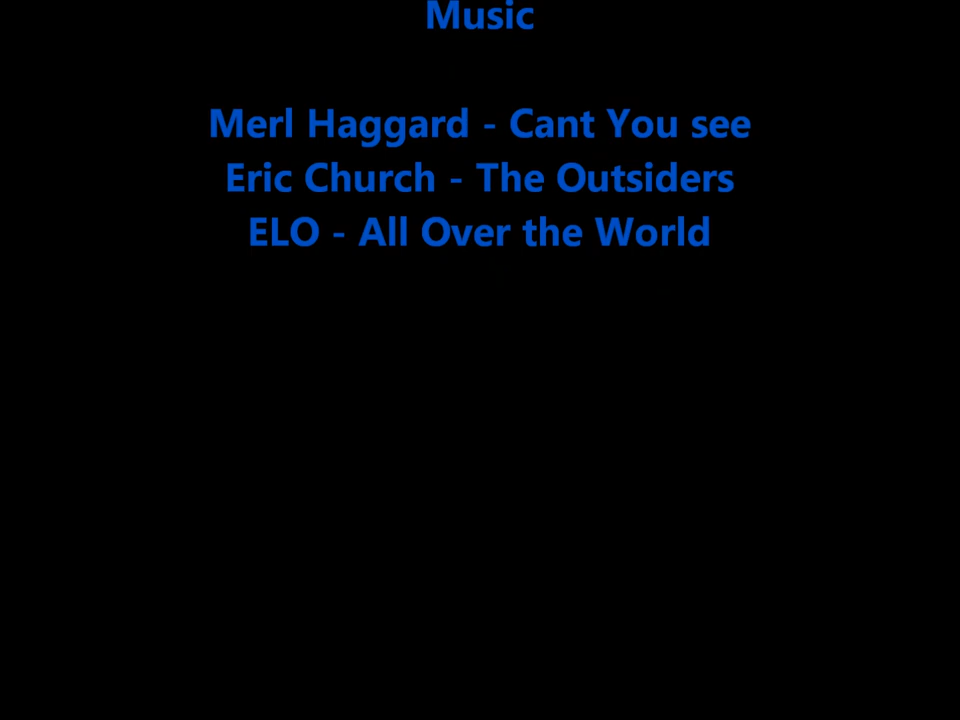 Music
Merl Haggard - Cant You see
Eric Church - The Outsiders
ELO - All Over the World